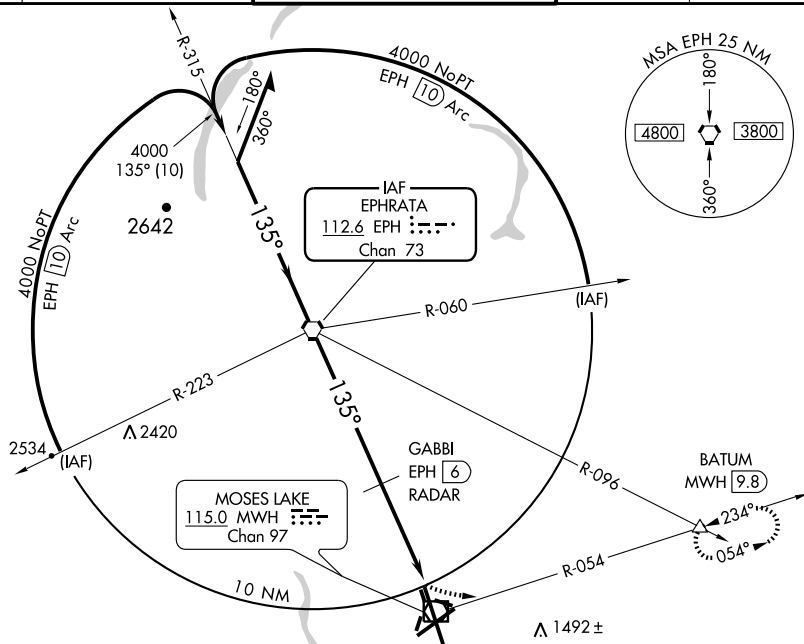 R-315
4000 NoPT
EPH 10 Arc
180°
360°
4000
135° (10)
2642
4000 NoPT
EPH 10 Arc
135°
IAF
EPHRATA
112.6 EPH
Chan 73
MSA EPH 25 NM
180°
4800
3800
360°
R-060
(IAF)
R-223
135°
2534
(IAF)
2420
GABBI
EPH 6
RADAR
R-096
BATUM
MWH 9.8
234°
054°
MOSES LAKE
115.0 MWH
Chan 97
R-054
10 NM
1492 ±